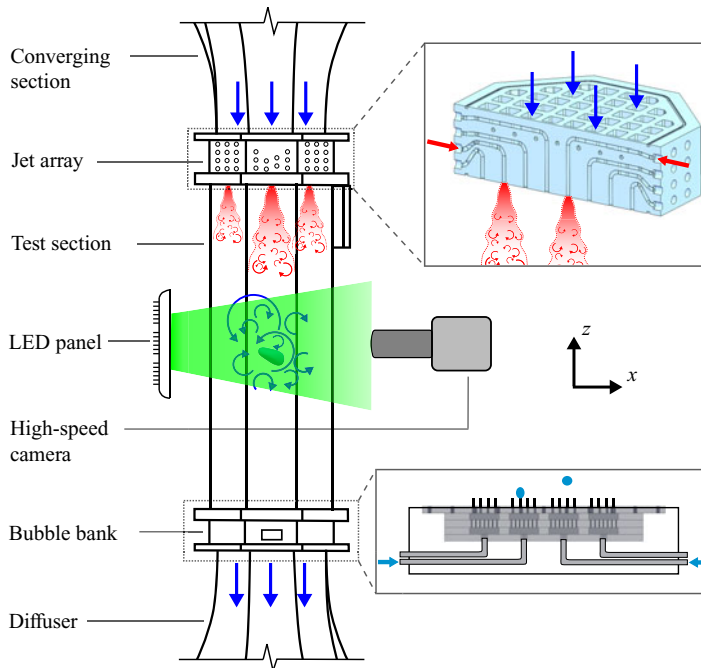 Converging
section
Jet array
Test section
LED panel
High-speed
camera
Bubble bank
Diffuser
z
x